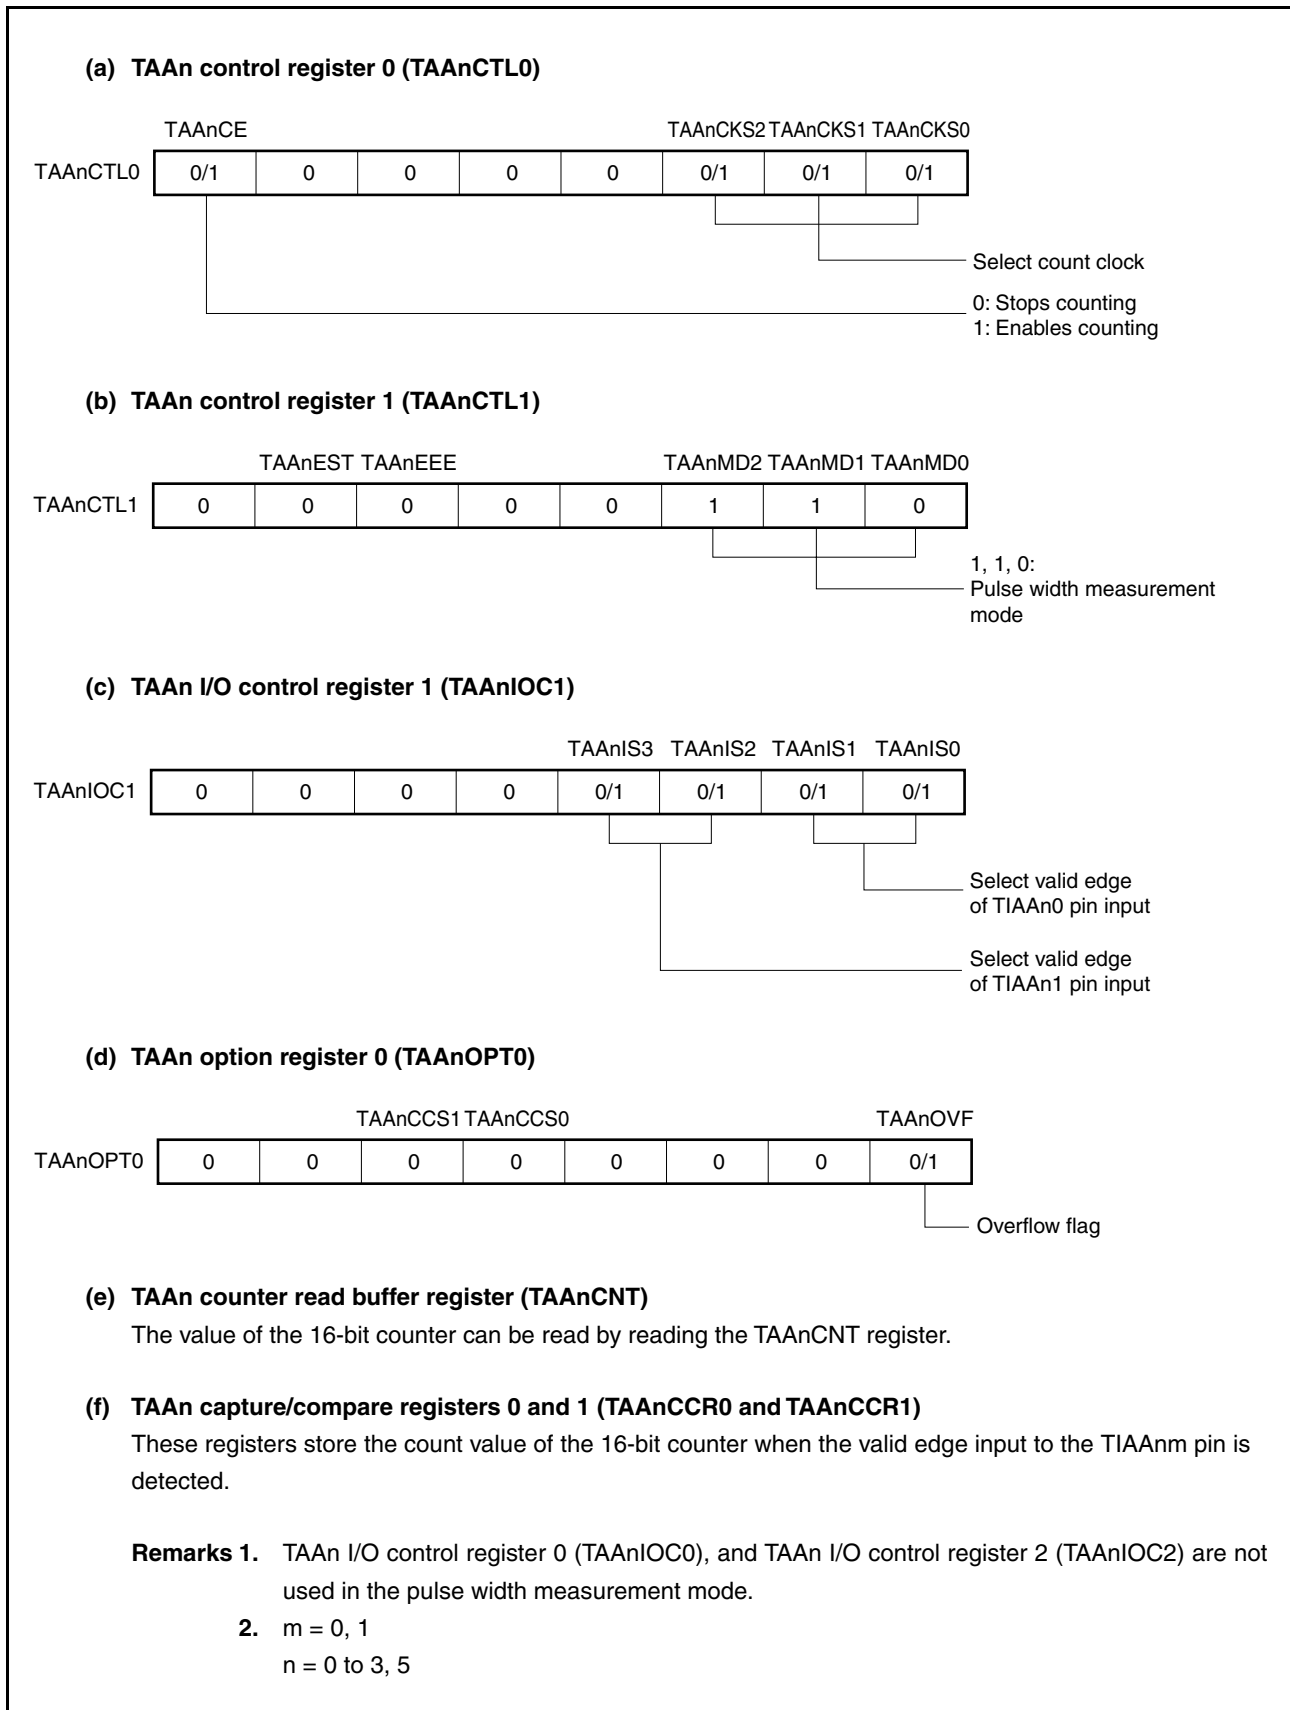 (a) TAAn control register 0 (TAAnCTL0)
TAAnCE TAAnCKS2 TAAnCKS1 TAAnCKS0
TAAnCTL0 0/1 0 0 0 0 0/1 0/1 0/1
Select count clock
0: Stops counting
1: Enables counting
(b) TAAn control register 1 (TAAnCTL1)
TAAnEST TAAnEEE TAAnMD2 TAAnMD1 TAAnMD0
TAAnCTL1 0 0 0 0 0 1 1 0
1, 1, 0:
Pulse width measurement
mode
(c) TAAn I/O control register 1 (TAAnIOC1)
TAAnIS3 TAAnIS2 TAAnIS1 TAAnIS0
TAAnIOC1 0 0 0 0 0/1 0/1 0/1 0/1
Select valid edge
of TIAAn0 pin input
Select valid edge
of TIAAn1 pin input
(d) TAAn option register 0 (TAAnOPT0)
TAAnCCS1 TAAnCCS0 TAAnOVF
TAAnOPT0 0 0 0 0 0 0 0 0/1
Overflow flag
(e) TAAn counter read buffer register (TAAnCNT)
The value of the 16-bit counter can be read by reading the TAAnCNT register.
(f) TAAn capture/compare registers 0 and 1 (TAAnCCR0 and TAAnCCR1)
These registers store the count value of the 16-bit counter when the valid edge input to the TIAAnm pin is
detected.
Remarks 1. TAAn I/O control register 0 (TAAnIOC0), and TAAn I/O control register 2 (TAAnIOC2) are not
used in the pulse width measurement mode.
2. m = 0, 1
n = 0 to 3, 5